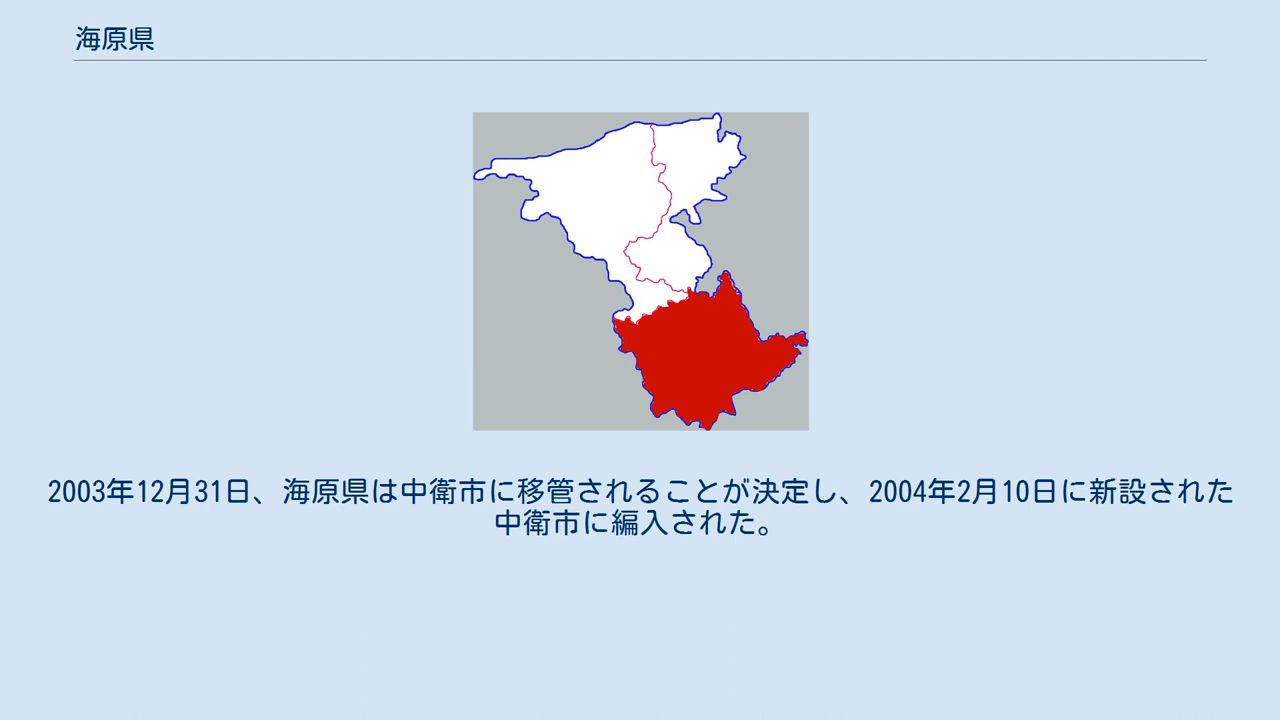 海原県
2003年12月31日、海原県は中衛市に移管されることが決定し、2004年2月10日に新設された
中衛市に編入された。